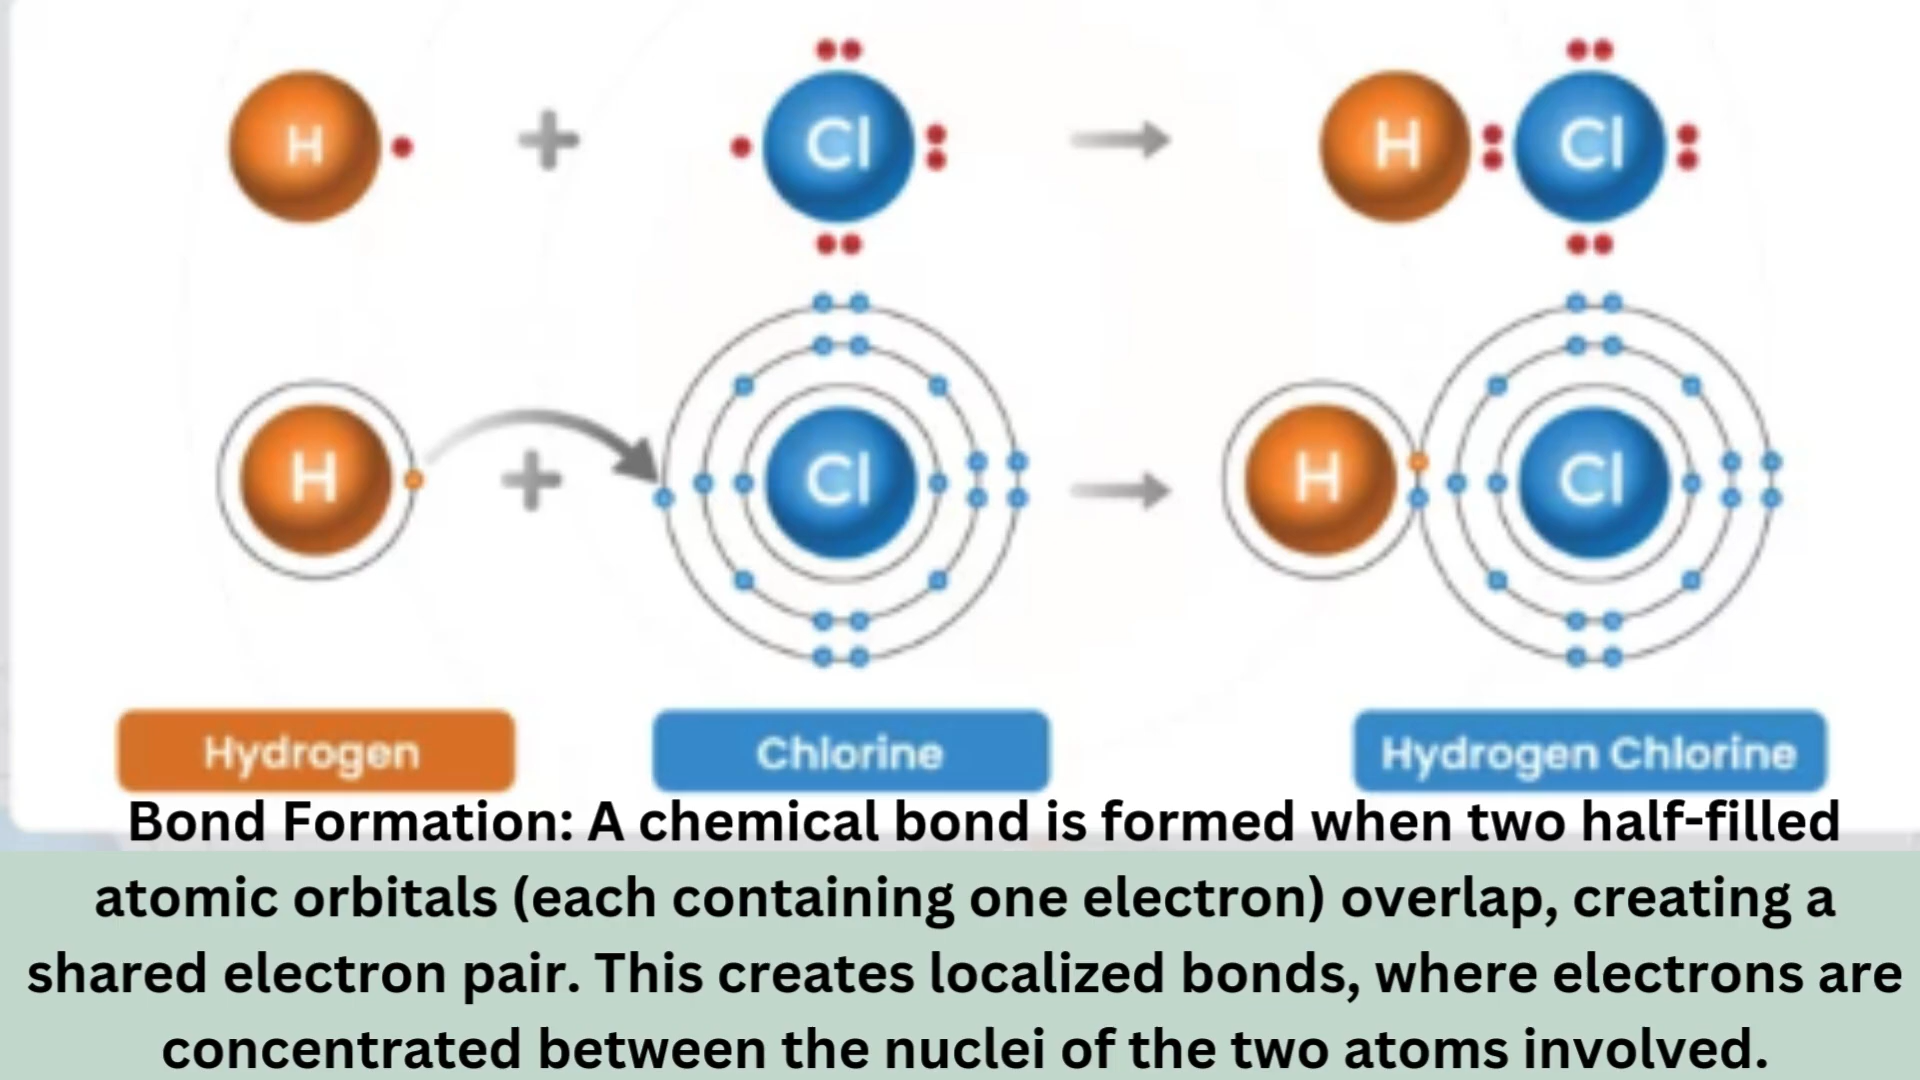 H + Cl H Cl
H + Cl H Cl
Hydrogen Chlorine Hydrogen Chlorine
Bond Formation: A chemical bond is formed when two half-filled
atomic orbitals (each containing one electron) overlap, creating a
shared electron pair. This creates localized bonds, where electrons are
concentrated between the nuclei of the two atoms involved.